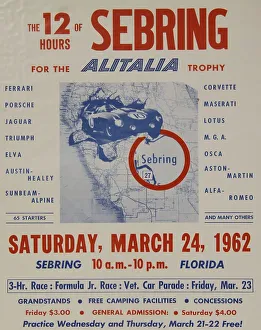 THE 12 OF SEBRING
HOURS
FOR THE ALITALIA TROPHY
FERRARI
PORSCHE
JAGUAR
TRIUMPH
ELVA
AUSTIN-
HEALEY
SUNBEAM-
ALPINE
65 STARTERS
Sebring
27
CORVETTE
MASERATI
LOTUS
M.G.A.
OSCA
ASTON-
MARTIN
ALFA-
ROMEO
AND MANY OTHERS
SATURDAY, MARCH 24, 1962
SEBRING 10 a.m.-10 p.m. FLORIDA
3-Hr. Race : Formula Jr. Race : Vet. Car Parade : Friday, Mar. 23
GRANDSTANDS • FREE CAMPING FACILITIES • CONCESSIONS
Friday $3.00 GENERAL ADMISSION: Saturday $5.00
Practice Wednesday and Thursday, March 21-22 Free!